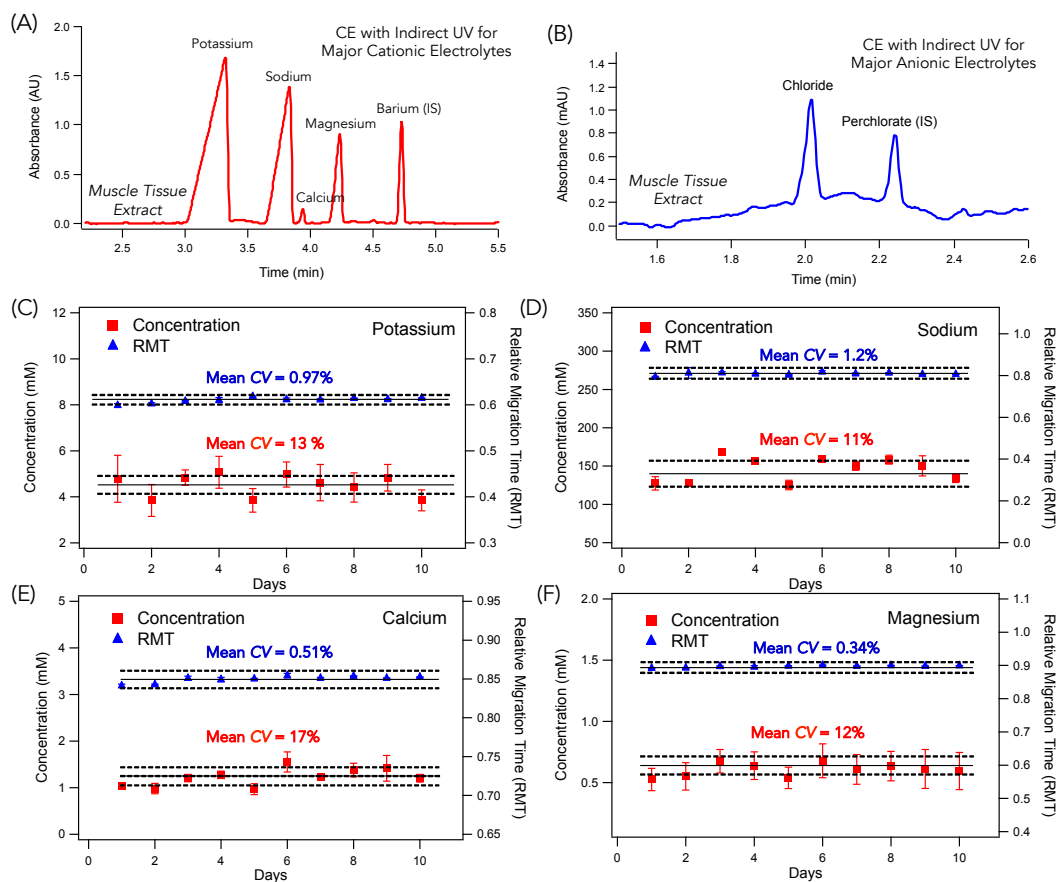 (A)
CE with Indirect UV for
Major Cationic Electrolytes
2.0
1.5
1.0
0.5
0.0
Absorbance (AU)
Potassium
Sodium
Magnesium
Calcium
Barium (IS)
Muscle Tissue
Extract
2.5 3.0 3.5 4.0 4.5 5.0 5.5
Time (min)
(B)
CE with Indirect UV for
Major Anionic Electrolytes
1.4
1.2
1.0
0.8
0.6
0.4
0.2
0.0
Absorbance (mAU)
Chloride
Perchlorate (IS)
Muscle Tissue
Extract
1.6 1.8 2.0 2.2 2.4 2.6
Time (min)
(C)
12
10
8
6
4
2
Concentration (mM)
Concentration
RMT
Potassium
Mean CV = 0.97%
Mean CV = 13 %
0.8
0.7
0.6
0.5
0.4
0.3
Relative Migration Time (RMT)
0 2 4 6 8 10
Days
(D)
350
300
250
200
150
100
50
Concentration (mM)
Concentration
RMT
Sodium
Mean CV = 1.2%
Mean CV = 11%
1.0
0.8
0.6
0.4
0.2
0.0
Relative Migration Time (RMT)
0 2 4 6 8 10
Days
(E)
5
4
3
2
1
0
Concentration (mM)
Concentration
RMT
Calcium
Mean CV = 0.51%
Mean CV = 17%
0.95
0.90
0.85
0.80
0.75
0.70
0.65
Relative Migration Time (RMT)
0 2 4 6 8 10
Days
(F)
2.0
1.5
1.0
0.5
0.0
Concentration (mM)
Concentration
RMT
Magnesium
Mean CV = 0.34%
Mean CV = 12%
1.1
1.0
0.9
0.8
0.7
0.6
0.5
0.4
Relative Migration Time (RMT)
0 2 4 6 8 10
Days